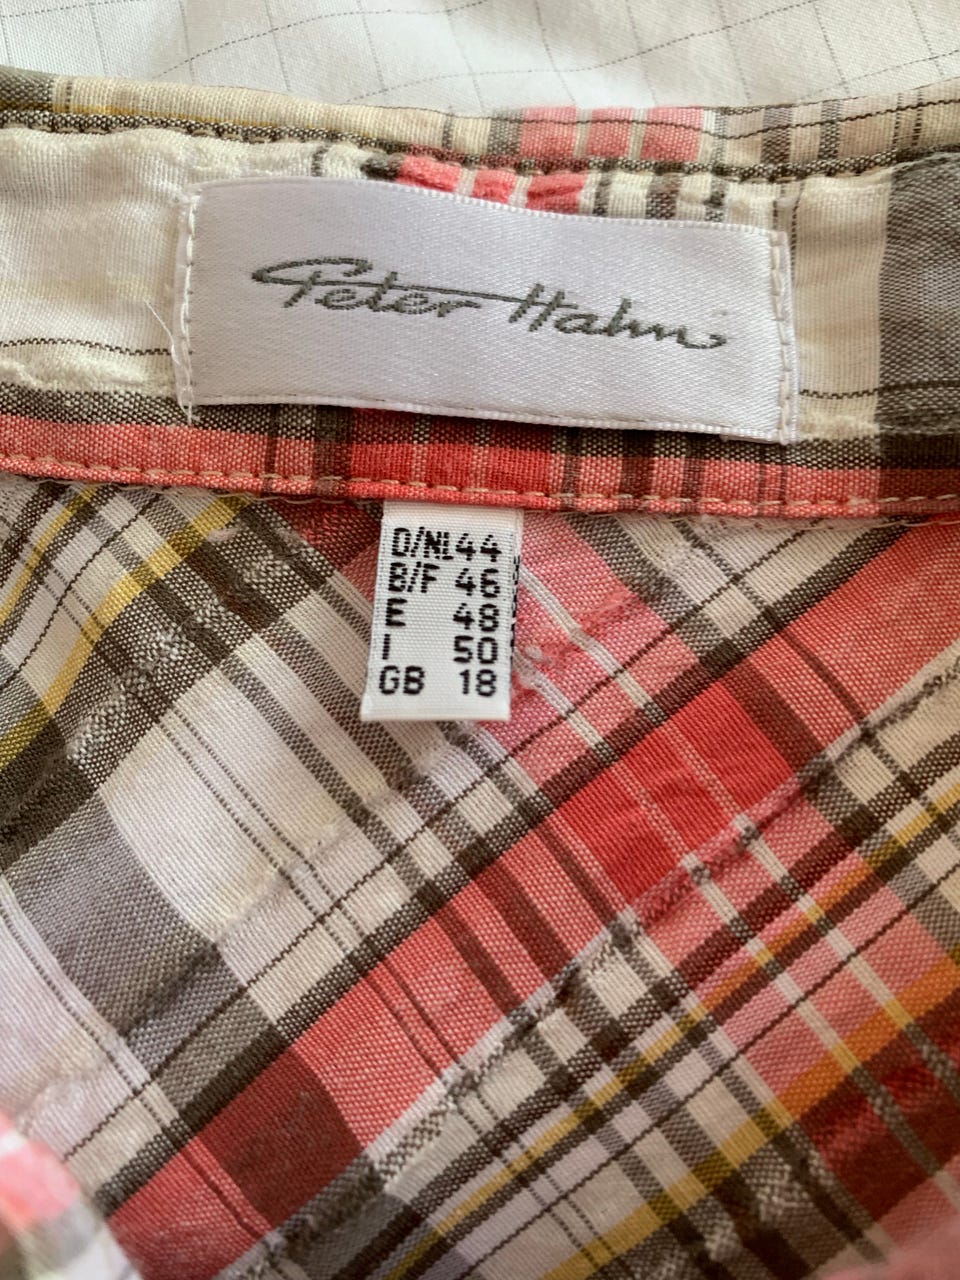 Peter Hahn
D/NL 44
B/F 46
E 48
I 50
GB 18